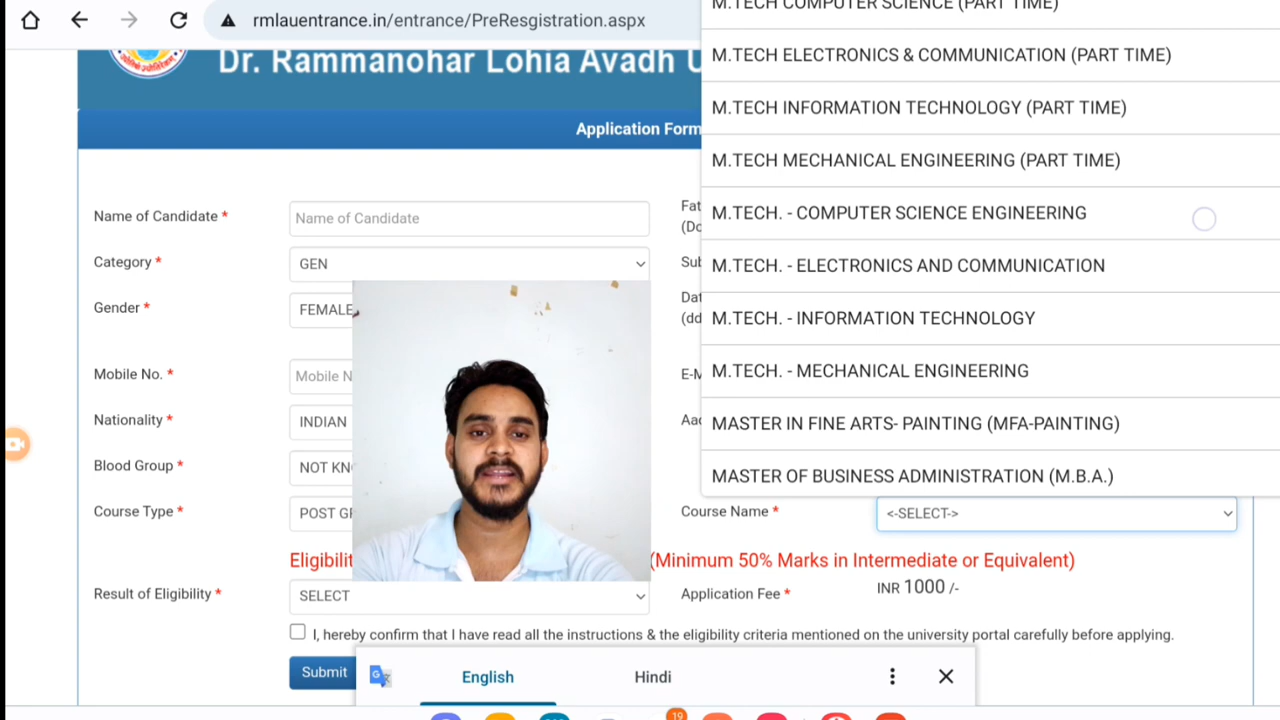 rmlauentrance.in/entrance/PreResgistration.aspx
Dr. Rammanohar Lohia Avadh U
Application Form
Name of Candidate *
Name of Candidate
Category *
GEN
Gender *
FEMALE
Mobile No. *
Mobile N
Nationality *
INDIAN
Blood Group *
NOT KN
Course Type *
POST G
M.TECH COMPUTER SCIENCE (PART TIME)
M.TECH ELECTRONICS & COMMUNICATION (PART TIME)
M.TECH INFORMATION TECHNOLOGY (PART TIME)
M.TECH MECHANICAL ENGINEERING (PART TIME)
M.TECH. - COMPUTER SCIENCE ENGINEERING
M.TECH. - ELECTRONICS AND COMMUNICATION
M.TECH. - INFORMATION TECHNOLOGY
M.TECH. - MECHANICAL ENGINEERING
MASTER IN FINE ARTS- PAINTING (MFA-PAINTING)
MASTER OF BUSINESS ADMINISTRATION (M.B.A.)
Course Name *
<-SELECT->
(Minimum 50% Marks in Intermediate or Equivalent)
Result of Eligibility *
SELECT
Application Fee *
INR 1000 /-
I, hereby confirm that I have read all the instructions & the eligibility criteria mentioned on the university portal carefully before applying.
Submit
English
Hindi
19